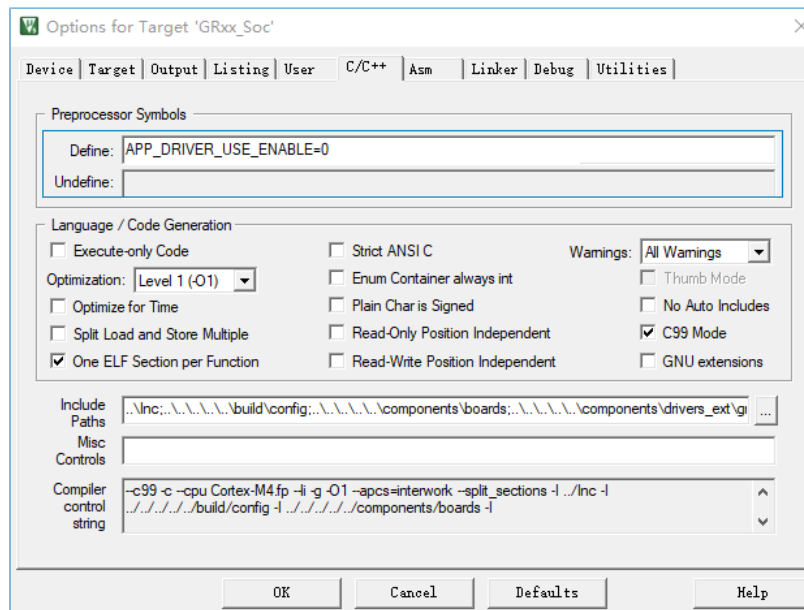 Options for Target 'GRxx_Soc'
Device Target Output Listing User C/C++ Asm Linker Debug Utilities
Preprocessor Symbols
Define: APP_DRIVER_USE_ENABLE=0
Undefine:
Language / Code Generation
Execute-only Code Strict ANSI C Warnings: All Warnings
Optimization: Level 1 (-O1) Enum Container always int Thumb Mode
Optimize for Time Plain Char is Signed No Auto Includes
Split Load and Store Multiple Read-Only Position Independent C99 Mode
One ELF Section per Function Read-Write Position Independent GNU extensions
Include Paths ..\Inc;..\..\..\..\..\build\config;..\..\..\..\..\components\boards;..\..\..\..\..\components\drivers_ext\gr ...
Misc Controls
Compiler control string --c99 -c --cpu Cortex-M4.fp --li -g -O1 --apcs=interwork --split_sections -I ../Inc -I
../../../../../build/config -I ../../../../../components/boards -I
OK Cancel Defaults Help